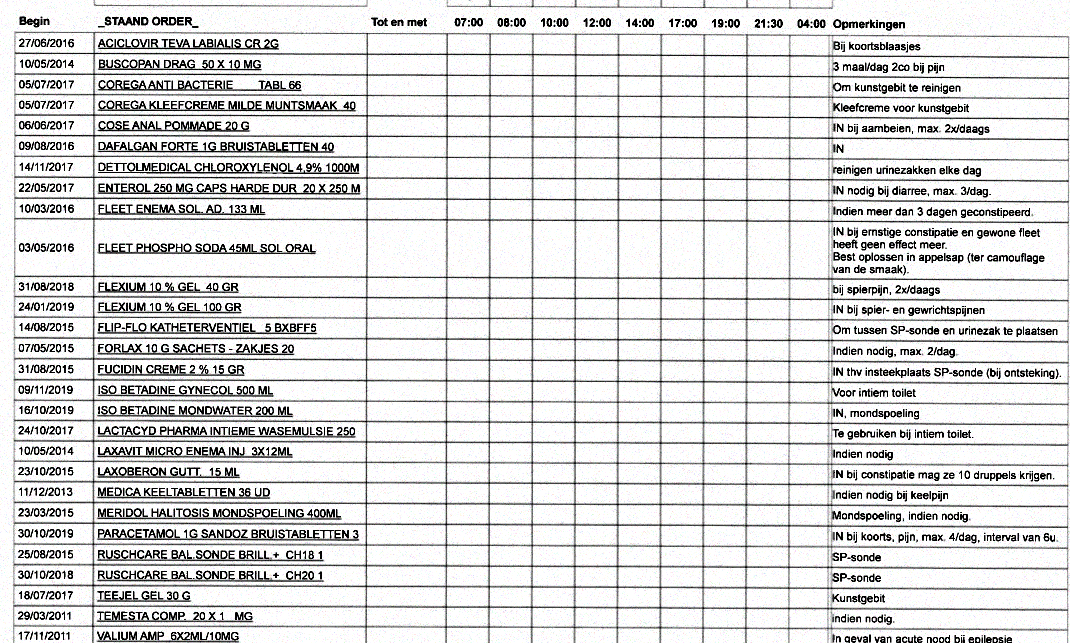 Begin _STAAND ORDER_ Tot en met 07:00 08:00 10:00 12:00 14:00 17:00 19:00 21:30 04:00 Opmerkingen
27/06/2016 ACICLOVIR TEVA LABIALIS CR 2G Bij koortsblaasjes
10/05/2014 BUSCOPAN DRAG 50 X 10 MG 3 maal/dag 2co bij pijn
05/07/2017 COREGA ANTI BACTERIE TABL 66 Om kunstgebit te reinigen
05/07/2017 COREGA KLEEFCREME MILDE MUNTSMAAK 40 Kleefcreme voor kunstgebit
06/06/2017 COSE ANAL POMMADE 20 G IN bij aambeien, max. 2x/daags
09/08/2016 DAFALGAN FORTE 1G BRUISTABLETTEN 40 IN
14/11/2017 DETTOLMEDICAL CHLOROXYLENOL 4,9% 1000M reinigen urinezakken elke dag
22/05/2017 ENTEROL 250 MG CAPS HARDE DUR 20 X 250 M IN nodig bij diarree, max. 3/dag.
10/03/2016 FLEET ENEMA SOL. AD. 133 ML Indien meer dan 3 dagen geconstipeerd.
03/05/2016 FLEET PHOSPHO SODA 45ML SOL ORAL IN bij ernstige constipatie en gewone fleet
heeft geen effect meer.
Best oplossen in appelsap (ter camouflage
van de smaak).
31/08/2018 FLEXIUM 10 % GEL 40 GR bij spierpijn, 2x/daags
24/01/2019 FLEXIUM 10 % GEL 100 GR IN bij spier- en gewrichtspijnen
14/08/2015 FLIP-FLO KATHETERVENTIEL 5 BXBFF5 Om tussen SP-sonde en urinezak te plaatsen
07/05/2015 FORLAX 10 G SACHETS - ZAKJES 20 Indien nodig, max. 2/dag.
31/08/2015 FUCIDIN CREME 2 % 15 GR IN thv insteekplaats SP-sonde (bij ontsteking).
09/11/2019 ISO BETADINE GYNECOL 500 ML Voor intiem toilet
16/10/2019 ISO BETADINE MONDWATER 200 ML IN, mondspoeling
24/10/2017 LACTACYD PHARMA INTIEME WASEMULSIE 250 Te gebruiken bij intiem toilet.
10/05/2014 LAXAVIT MICRO ENEMA INJ 3X12ML Indien nodig
23/10/2015 LAXOBERON GUTT. 15 ML IN bij constipatie mag ze 10 druppels krijgen.
11/12/2013 MEDICA KEELTABLETTEN 36 UD Indien nodig bij keelpijn
23/03/2015 MERIDOL HALITOSIS MONDSPOELING 400ML Mondspoeling, indien nodig.
30/10/2019 PARACETAMOL 1G SANDOZ BRUISTABLETTEN 3 IN bij koorts, pijn, max. 4/dag, interval van 6u.
25/08/2015 RUSCHCARE BAL.SONDE BRILL.+ CH18 1 SP-sonde
30/10/2018 RUSCHCARE BAL.SONDE BRILL.+ CH20 1 SP-sonde
18/07/2017 TEEJEL GEL 30 G Kunstgebit
29/03/2011 TEMESTA COMP. 20 X 1 MG indien nodig.
17/11/2011 VALIUM AMP 6X2ML/10MG In geval van acute nood bij epilepsie